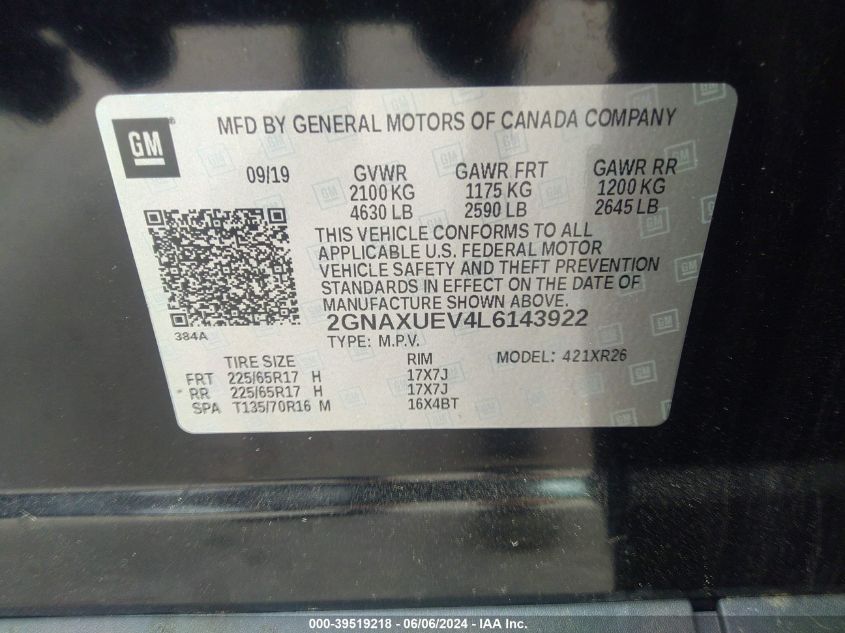 GM
MFD BY GENERAL MOTORS OF CANADA COMPANY
09/19 GVWR GAWR FRT GAWR RR
2100 KG 1175 KG 1200 KG
4630 LB 2590 LB 2645 LB
THIS VEHICLE CONFORMS TO ALL
APPLICABLE U.S. FEDERAL MOTOR
VEHICLE SAFETY AND THEFT PREVENTION
STANDARDS IN EFFECT ON THE DATE OF
MANUFACTURE SHOWN ABOVE.
384A
2GNAXUEV4L6143922
TYPE: M.P.V.
TIRE SIZE RIM MODEL: 421XR26
FRT 225/65R17 H 17X7J
RR 225/65R17 H 17X7J
SPA T135/70R16 M 16X4BT
000-39519218 - 06/06/2024 - IAA Inc.